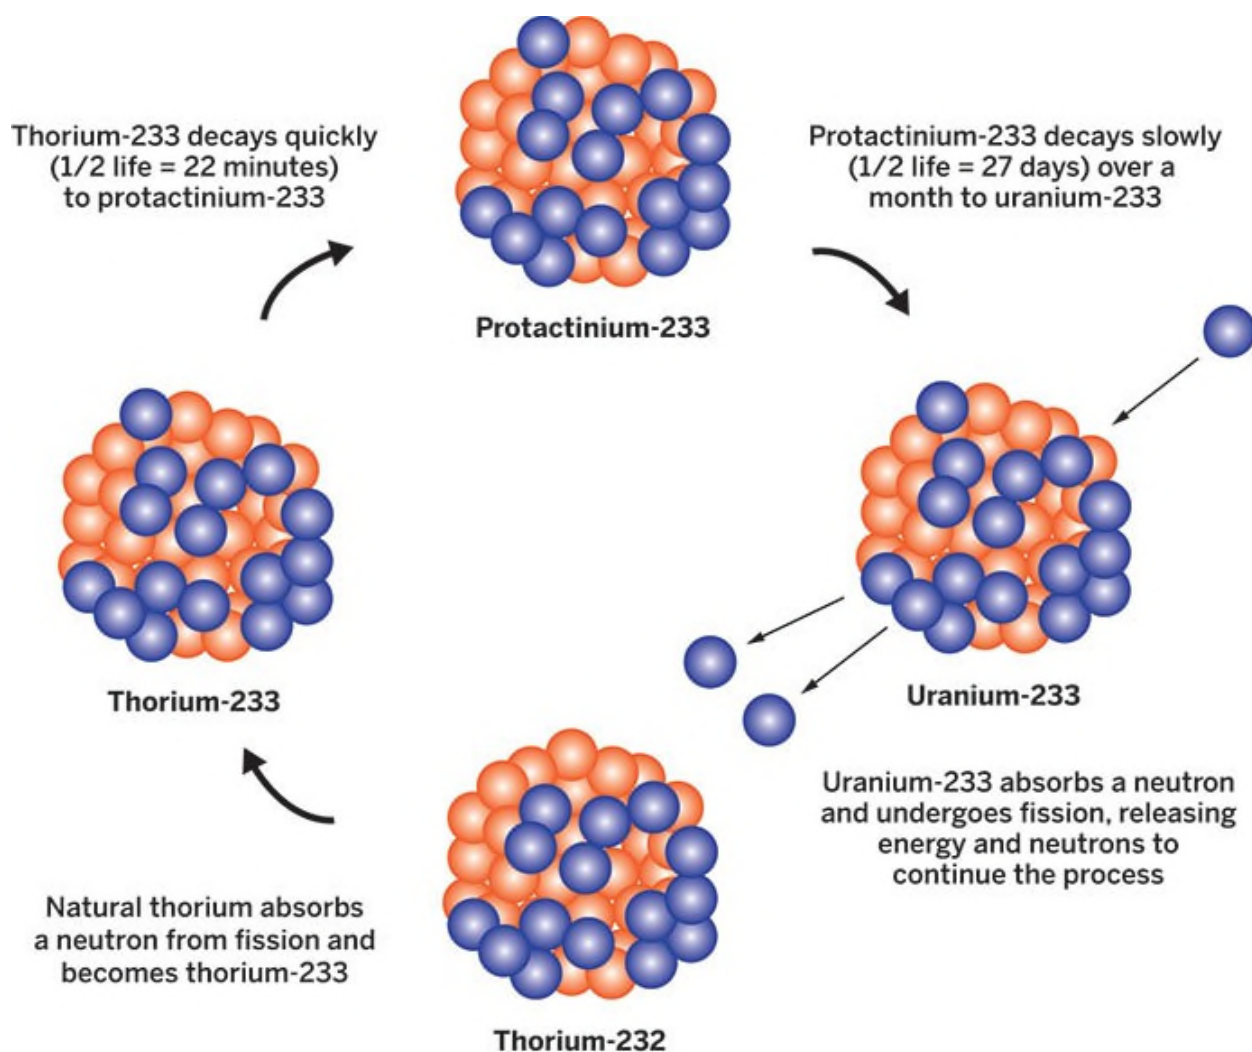 Thorium-233 decays quickly
(1/2 life = 22 minutes)
to protactinium-233
Protactinium-233 decays slowly
(1/2 life = 27 days) over a
month to uranium-233
Protactinium-233
Thorium-233
Uranium-233
Uranium-233 absorbs a neutron
and undergoes fission, releasing
energy and neutrons to
continue the process
Natural thorium absorbs
a neutron from fission and
becomes thorium-233
Thorium-232